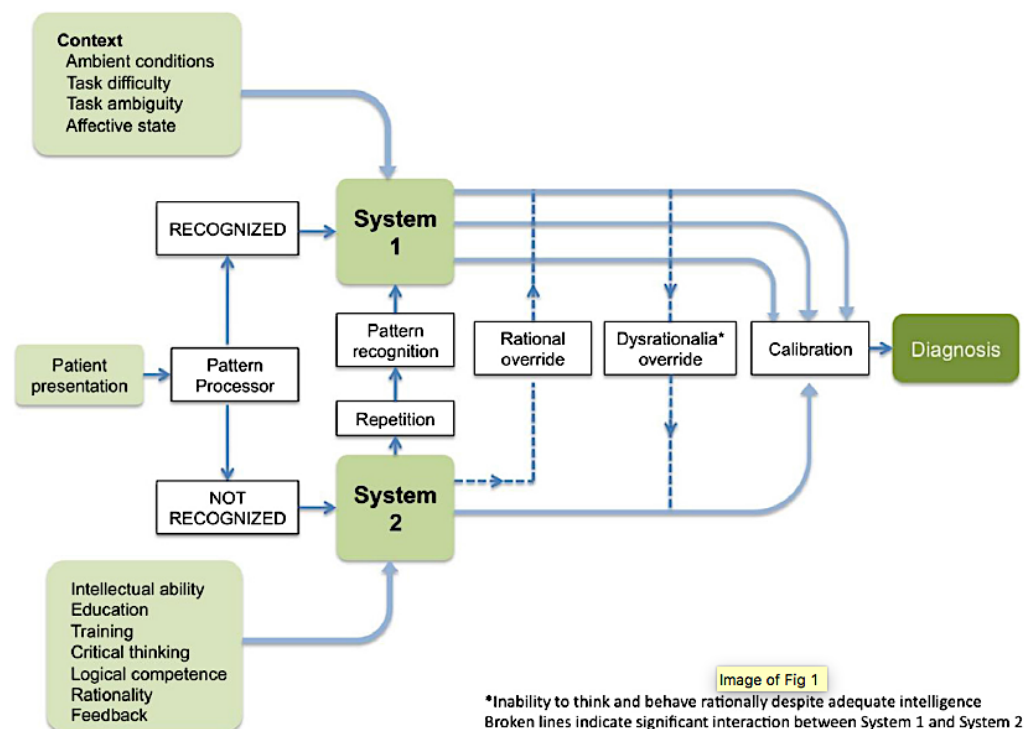 Context
Ambient conditions
Task difficulty
Task ambiguity
Affective state
RECOGNIZED
System
1
Pattern
recognition
Rational
override
Dysrationalia*
override
Calibration
Diagnosis
Patient
presentation
Pattern
Processor
Repetition
NOT
RECOGNIZED
System
2
Intellectual ability
Education
Training
Critical thinking
Logical competence
Rationality
Feedback
Image of Fig 1
*Inability to think and behave rationally despite adequate intelligence
Broken lines indicate significant interaction between System 1 and System 2